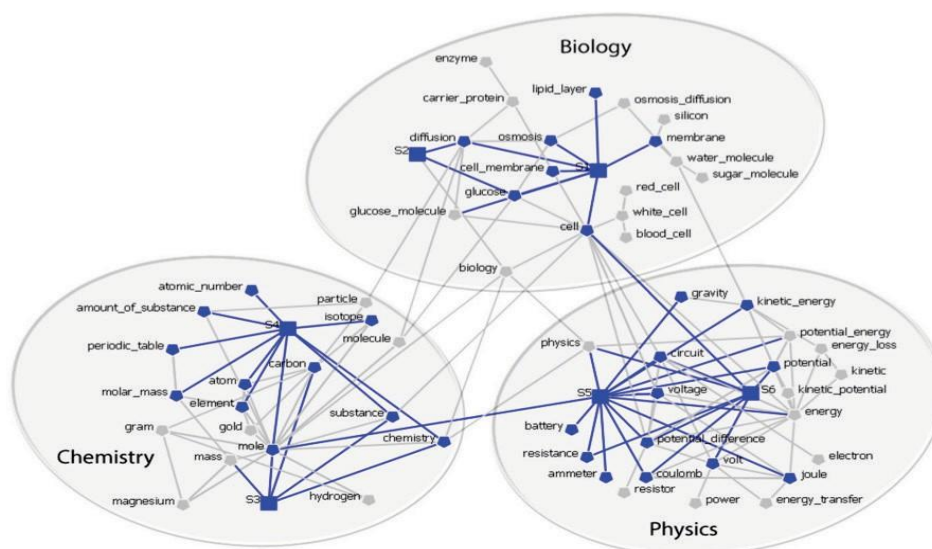 Biology
enzyme
lipid_layer
carrier_protein
osmosis_diffusion
silicon
diffusion
osmosis
membrane
S2
cell_membrane
S1
water_molecule
sugar_molecule
glucose
red_cell
glucose_molecule
white_cell
cell
blood_cell
biology
atomic_number
particle
amount_of_substance
isotope
S4
molecule
periodic_table
carbon
atom
molar_mass
element
substance
gram
gold
chemistry
mole
Chemistry
mass
magnesium
S3
hydrogen
gravity
kinetic_energy
physics
potential_energy
circuit
energy_loss
potential
kinetic
S5
voltage
S6
kinetic_potential
energy
battery
potential_difference
resistance
volt
electron
ammeter
coulomb
joule
resistor
power
energy_transfer
Physics